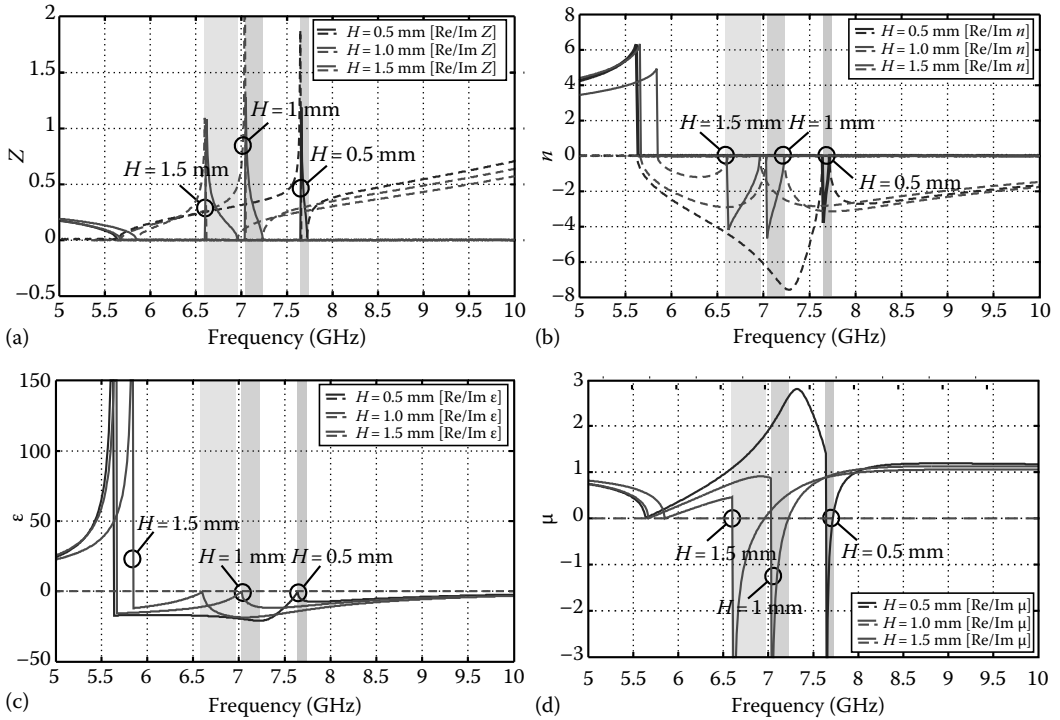 2
1.5
1
0.5
0
−0.5
Z
H = 0.5 mm [Re/Im Z]
H = 1.0 mm [Re/Im Z]
H = 1.5 mm [Re/Im Z]
H = 1 mm
H = 1.5 mm
H = 0.5 mm
5 5.5 6 6.5 7 7.5 8 8.5 9 9.5 10
(a)
Frequency (GHz)
8
6
4
2
0
−2
−4
−6
−8
n
H = 0.5 mm [Re/Im n]
H = 1.0 mm [Re/Im n]
H = 1.5 mm [Re/Im n]
H = 1.5 mm
H = 1 mm
H = 0.5 mm
5 5.5 6 6.5 7 7.5 8 8.5 9 9.5 10
(b)
Frequency (GHz)
150
100
50
0
−50
ε
H = 0.5 mm [Re/Im ε]
H = 1.0 mm [Re/Im ε]
H = 1.5 mm [Re/Im ε]
H = 1.5 mm
H = 1 mm
H = 0.5 mm
5 5.5 6 6.5 7 7.5 8 8.5 9 9.5 10
(c)
Frequency (GHz)
3
2
1
0
−1
−2
−3
μ
H = 1.5 mm
H = 0.5 mm
H = 1 mm
H = 0.5 mm [Re/Im μ]
H = 1.0 mm [Re/Im μ]
H = 1.5 mm [Re/Im μ]
5 5.5 6 6.5 7 7.5 8 8.5 9 9.5 10
(d)
Frequency (GHz)